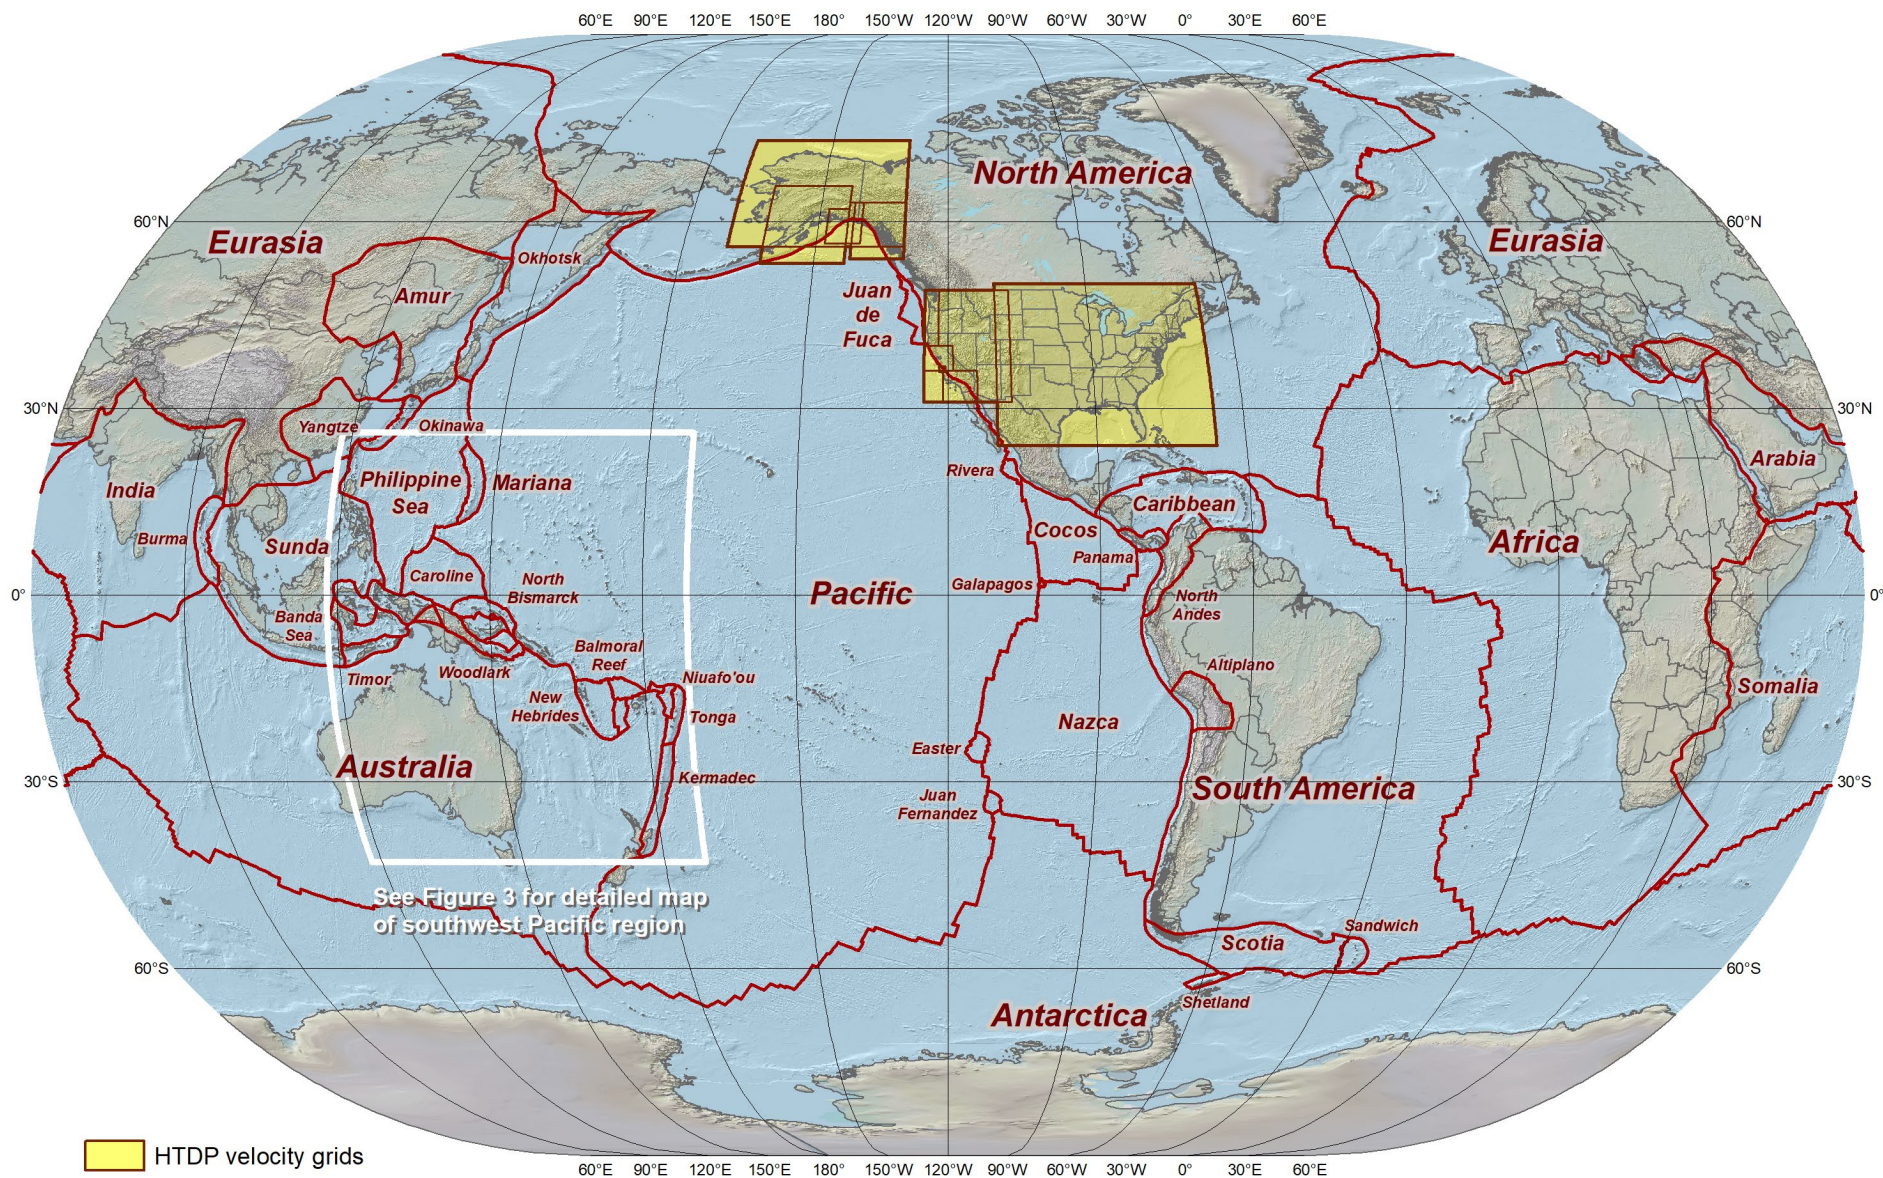 60°E 90°E 120°E 150°E 180° 150°W 120°W 90°W 60°W 30°W 0° 30°E 60°E
North America
60°N
60°N
Eurasia
Eurasia
Okhotsk
Amur
Juan
de
Fuca
30°N
30°N
Yangtze
Okinawa
Rivera
Arabia
India
Philippine
Sea
Mariana
Caribbean
Cocos
Burma
Sunda
Panama
Africa
Caroline
North
Bismarck
Pacific
Galapagos
0°
0°
North
Andes
Banda
Sea
Balmoral
Reef
Altiplano
Timor
Woodlark
Niuafo'ou
Somalia
New
Hebrides
Tonga
Nazca
Easter
Australia
Kermadec
30°S
30°S
South America
Juan
Fernandez
See Figure 3 for detailed map
of southwest Pacific region
Sandwich
Scotia
60°S
60°S
Shetland
Antarctica
HTDP velocity grids
60°E 90°E 120°E 150°E 180° 150°W 120°W 90°W 60°W 30°W 0° 30°E 60°E